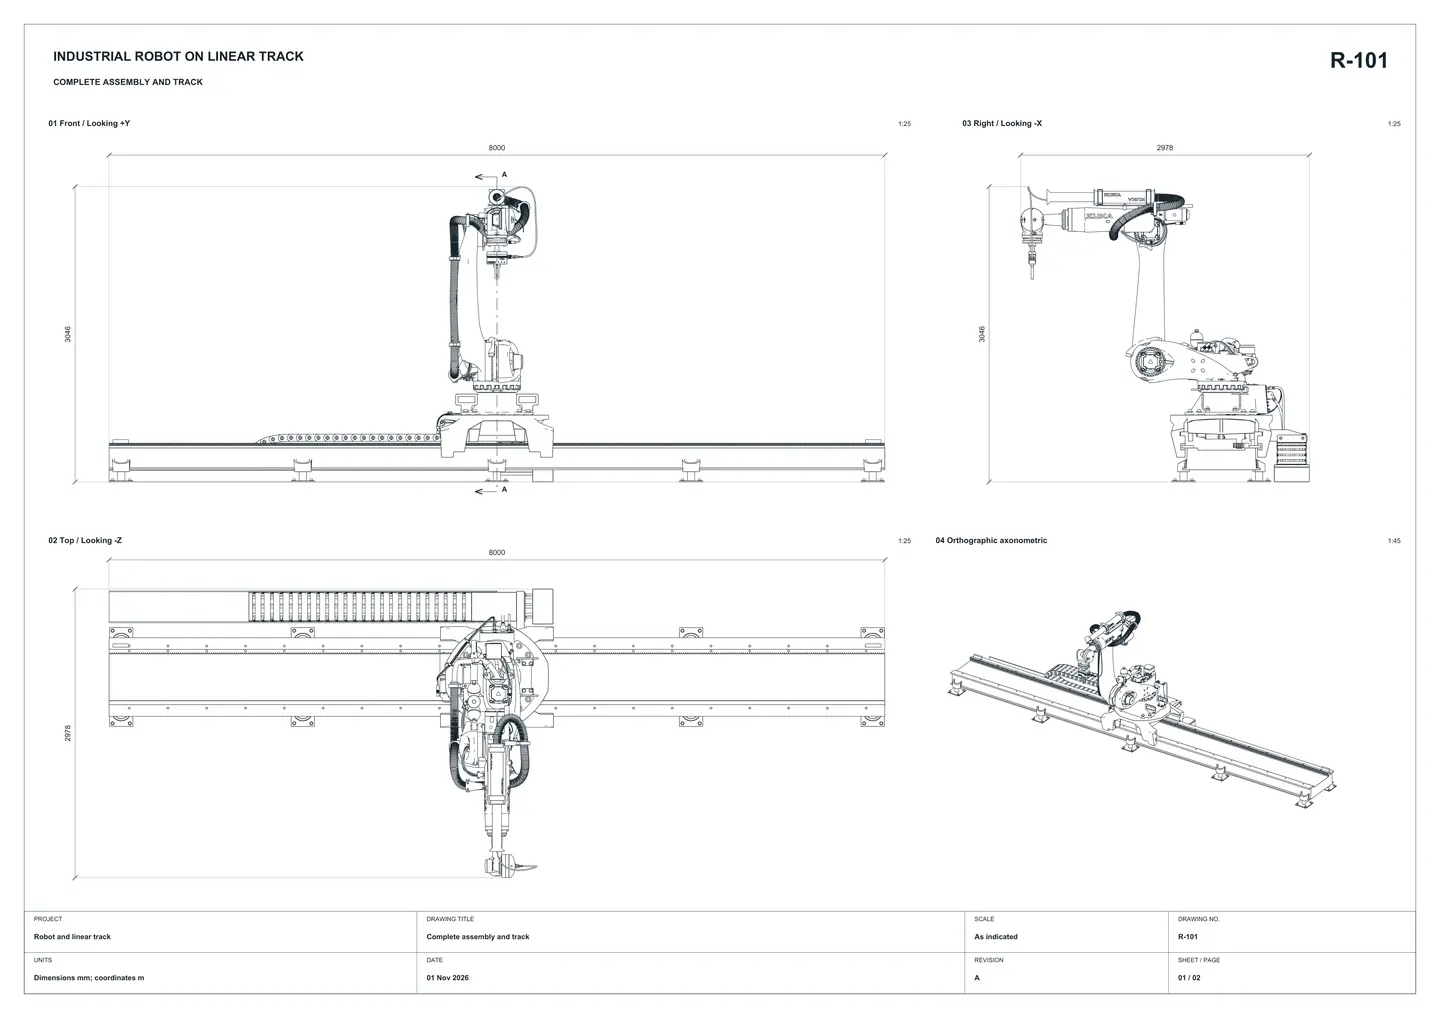 INDUSTRIAL ROBOT ON LINEAR TRACK
R-101
COMPLETE ASSEMBLY AND TRACK
01 Front / Looking +Y
1:25
8000
A
3046
A
03 Right / Looking -X
1:25
2978
KUKA
KUKA
KUKA
3046
02 Top / Looking -Z
1:25
8000
2978
04 Orthographic axonometric
1:45
PROJECT
Robot and linear track
DRAWING TITLE
Complete assembly and track
SCALE
As indicated
DRAWING NO.
R-101
UNITS
Dimensions mm; coordinates m
DATE
01 Nov 2026
REVISION
A
SHEET / PAGE
01 / 02